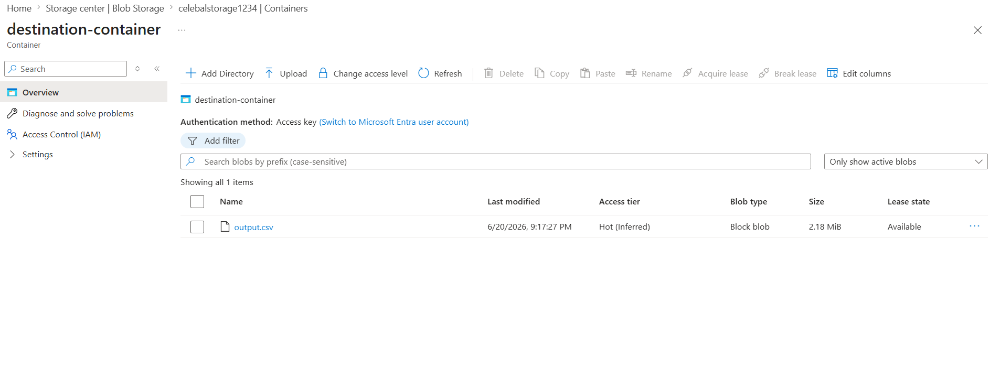 Home > Storage center | Blob Storage > celebalstorage1234 | Containers
destination-container ...
Container
Search
Overview
Diagnose and solve problems
Access Control (IAM)
Settings
Add Directory Upload Change access level Refresh Delete Copy Paste Rename Acquire lease Break lease Edit columns
destination-container
Authentication method: Access key (Switch to Microsoft Entra user account)
Add filter
Search blobs by prefix (case-sensitive) Only show active blobs
Showing all 1 items
Name Last modified Access tier Blob type Size Lease state
output.csv 6/20/2026, 9:17:27 PM Hot (Inferred) Block blob 2.18 MiB Available ...